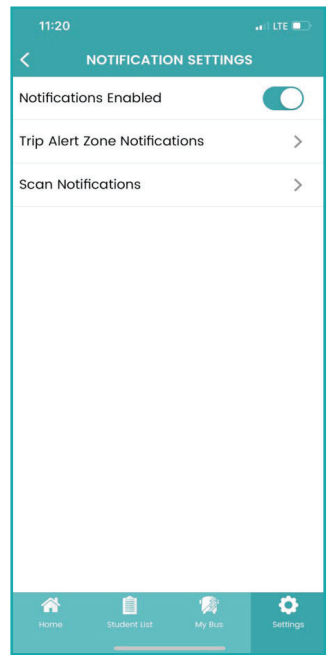 11:20
LTE
NOTIFICATION SETTINGS
Notifications Enabled
Trip Alert Zone Notifications
Scan Notifications
Home Student List My Bus Settings